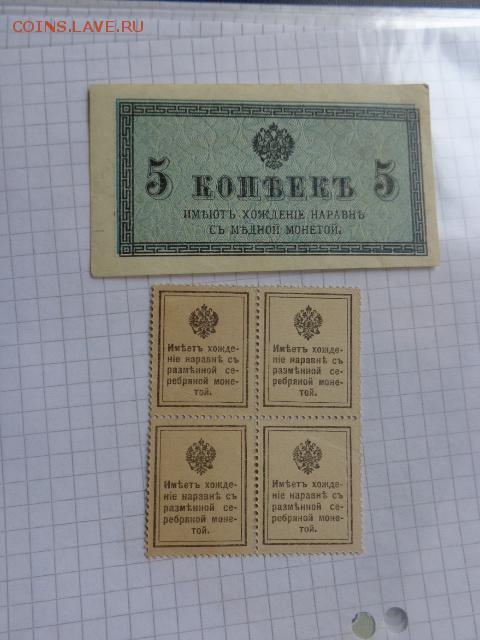 COINS.LAVE.RU
5 КОПѢЕКЪ 5
ИМѢЮТЪ ХОЖДЕНІЕ НАРАВНѢ
СЪ МѢДНОЙ МОНЕТОЙ.
Имѣетъ хожде-
ніе наравнѣ съ
размѣнной се-
ребряной моне-
той.
Имѣетъ хожде-
ніе наравнѣ съ
размѣнной се-
ребряной моне-
той.
Имѣетъ хожде-
ніе наравнѣ съ
размѣнной се-
ребряной моне-
той.
Имѣетъ хожде-
ніе наравнѣ съ
размѣнной се-
ребряной моне-
той.